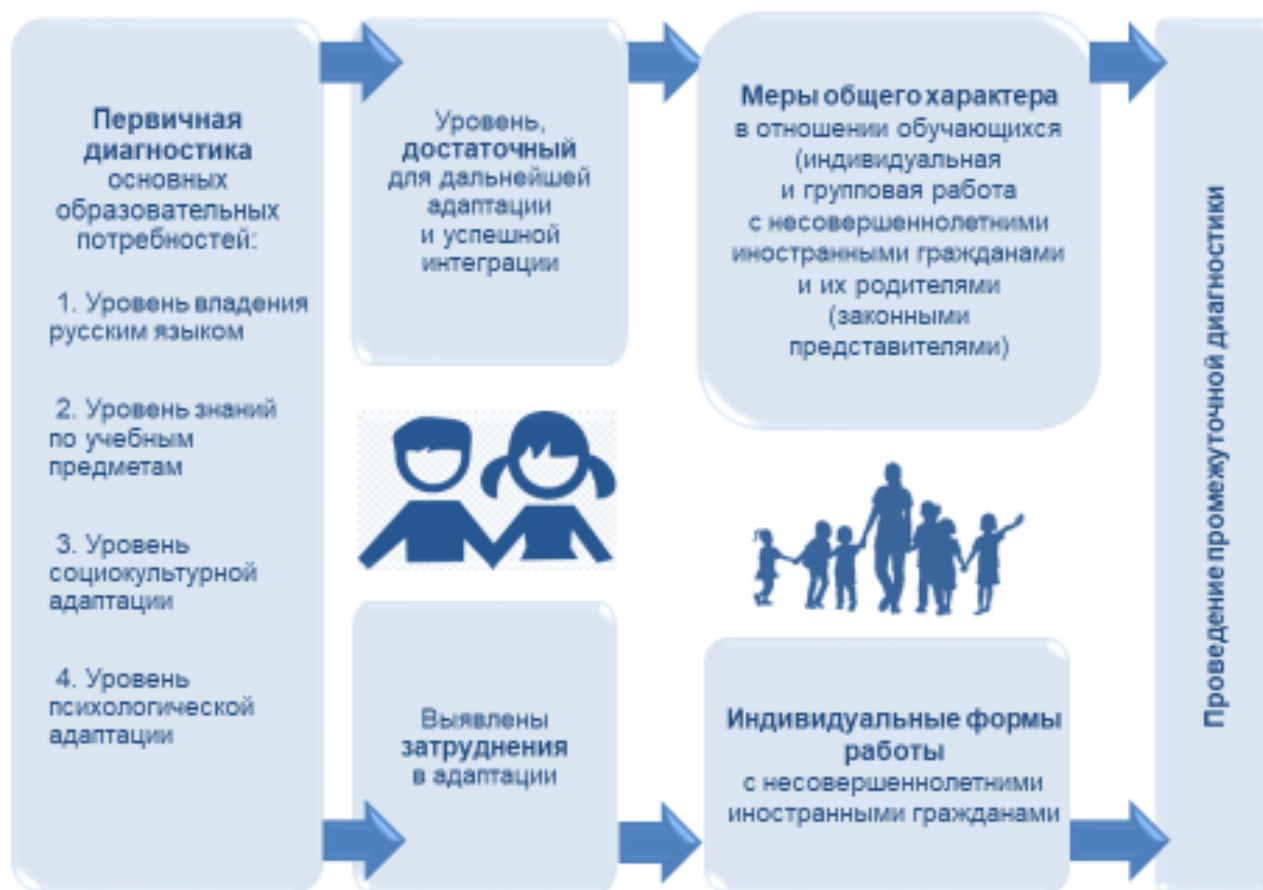 Первичная
диагностика
основных
образовательных
потребностей:
1. Уровень владения
русским языком
2. Уровень знаний
по учебным
предметам
3. Уровень
социокультурной
адаптации
4. Уровень
психологической
адаптации
Уровень,
достаточный
для дальнейшей
адаптации
и успешной
интеграции
Меры общего характера
в отношении обучающихся
(индивидуальная
и групповая работа
с несовершеннолетними
иностранными гражданами
и их родителями
(законными
представителями)
Выявлены
затруднения
в адаптации
Индивидуальные формы
работы
с несовершеннолетними
иностранными гражданами
Проведение промежуточной диагностики